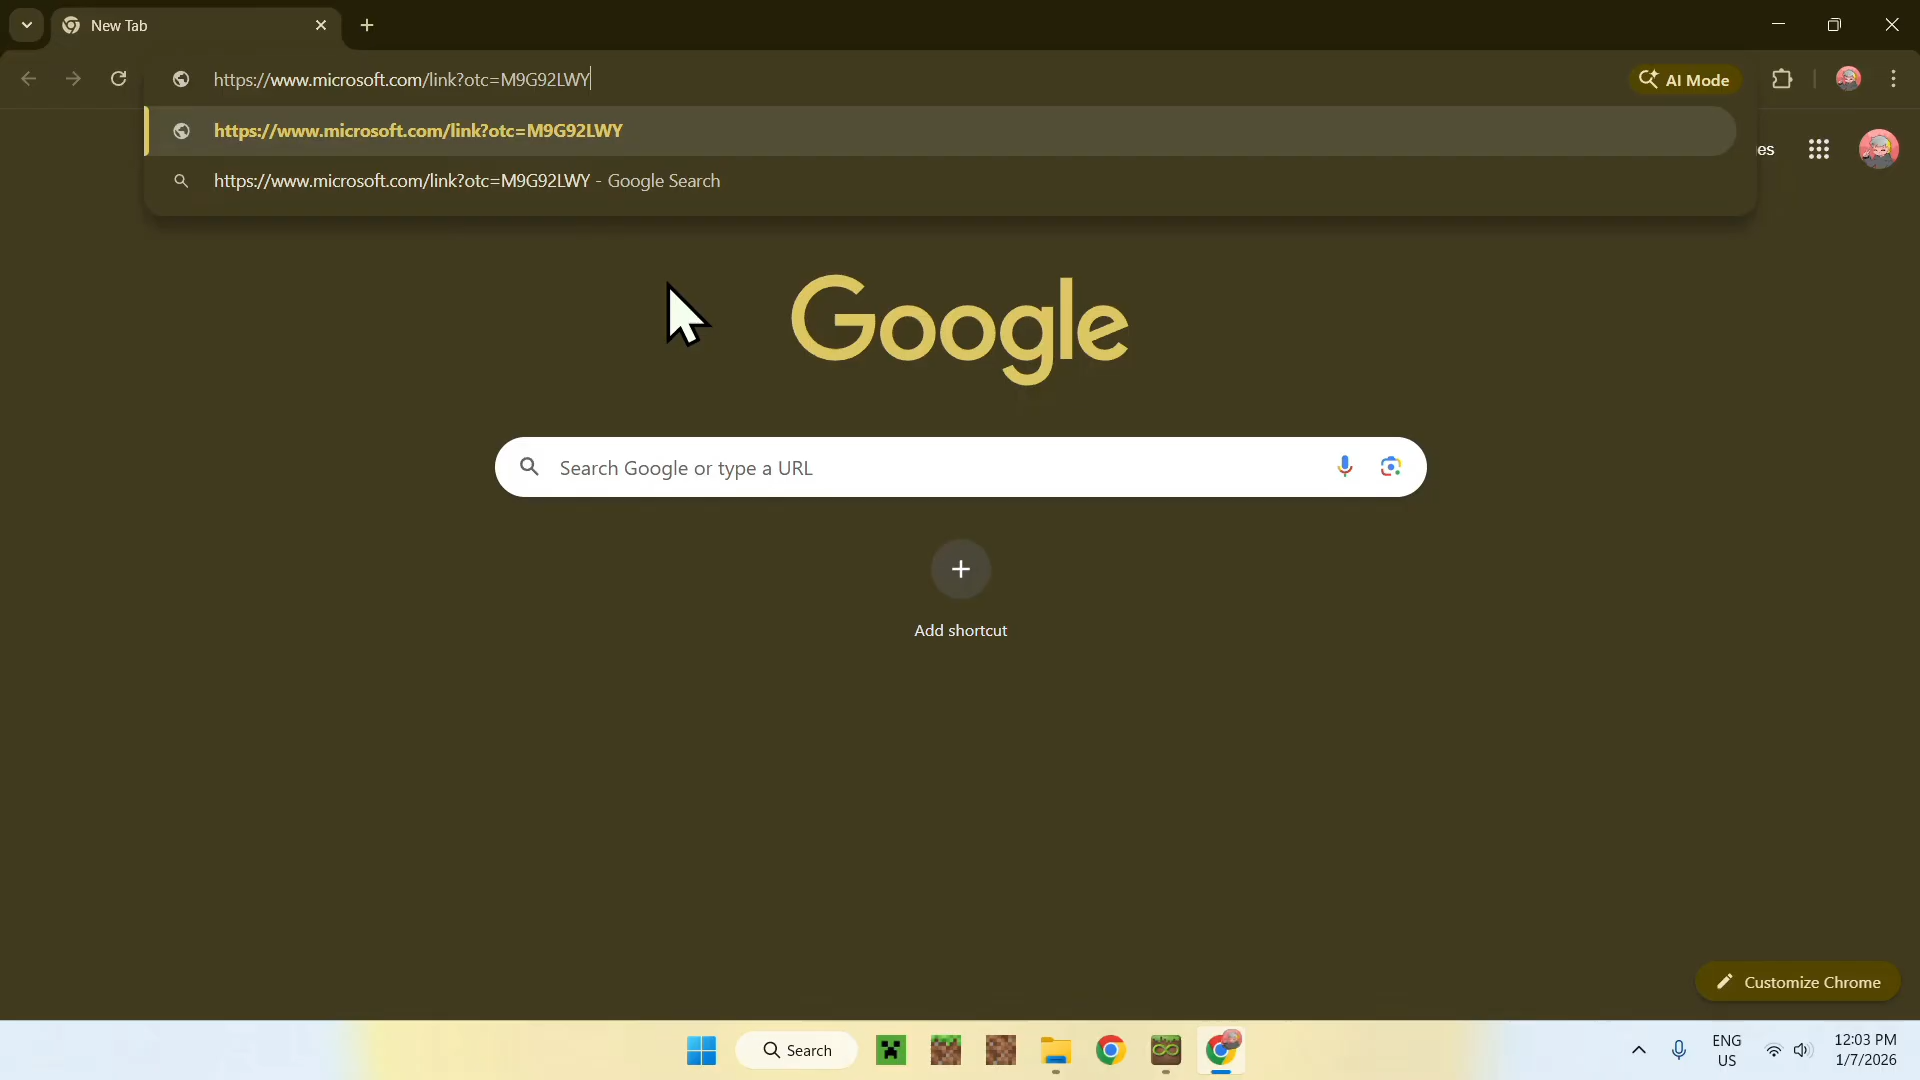 New Tab
https://www.microsoft.com/link?otc=M9G92LWY
AI Mode
https://www.microsoft.com/link?otc=M9G92LWY
https://www.microsoft.com/link?otc=M9G92LWY - Google Search
es
Google
Search Google or type a URL
Add shortcut
Customize Chrome
Search
ENG
US
12:03 PM
1/7/2026